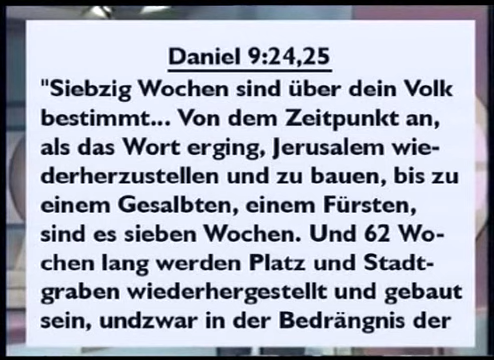 Daniel 9:24,25
"Siebzig Wochen sind über dein Volk
bestimmt... Von dem Zeitpunkt an,
als das Wort erging, Jerusalem wie-
derherzustellen und zu bauen, bis zu
einem Gesalbten, einem Fürsten,
sind es sieben Wochen. Und 62 Wo-
chen lang werden Platz und Stadt-
graben wiederhergestellt und gebaut
sein, undzwar in der Bedrängnis der